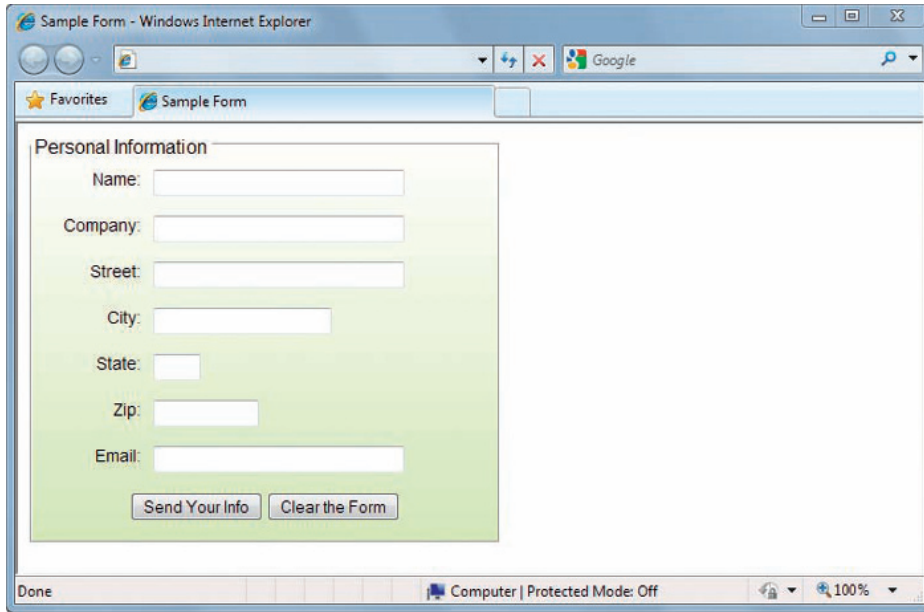 Sample Form - Windows Internet Explorer
Google
Favorites
Sample Form
Personal Information
Name:
Company:
Street:
City:
State:
Zip:
Email:
Send Your Info
Clear the Form
Done
Computer | Protected Mode: Off
100%